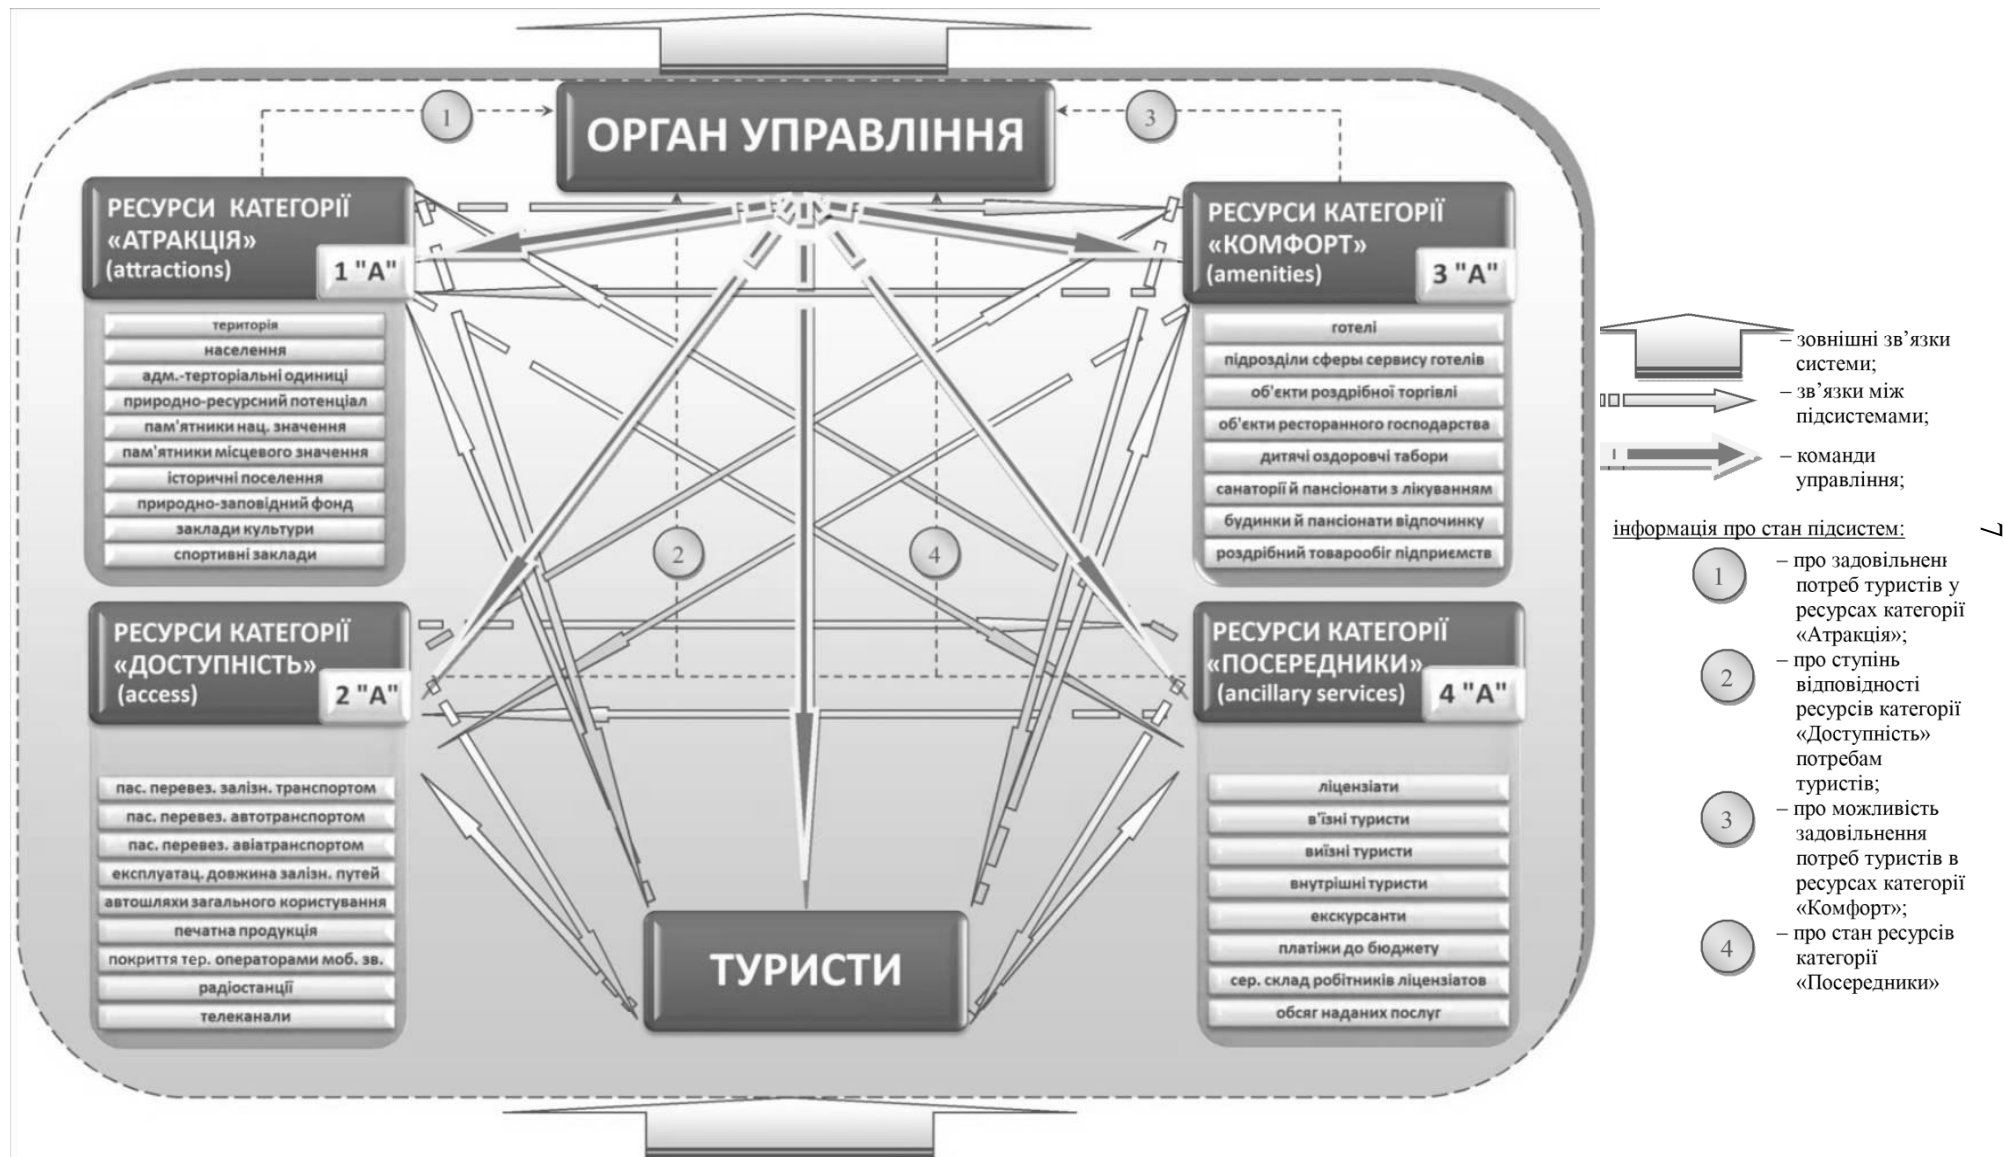 1
3
ОРГАН УПРАВЛІННЯ
РЕСУРСИ КАТЕГОРІЇ
«АТРАКЦІЯ»
(attractions)
1 "А"
територія
населення
адм.-терторіальні одиниці
природно-ресурсний потенціал
пам'ятники нац. значення
пам'ятники місцевого значення
історичні поселення
природно-заповідний фонд
заклади культури
спортивні заклади
РЕСУРСИ КАТЕГОРІЇ
«КОМФОРТ»
(amenities)
3 "А"
готелі
підрозділи сферы сервису готелів
об'єкти роздрібної торгівлі
об'єкти ресторанного господарства
дитячі оздоровчі табори
санаторії й пансіонати з лікуванням
будинки й пансіонати відпочинку
роздрібний товарообіг підприємств
2
4
РЕСУРСИ КАТЕГОРІЇ
«ДОСТУПНІСТЬ»
(access)
2 "А"
пас. перевез. залізн. транспортом
пас. перевез. автотранспортом
пас. перевез. авіатранспортом
експлуатац. довжина залізн. путей
автошляхи загального користування
печатна продукція
покриття тер. операторами моб. зв.
радіостанції
телеканали
РЕСУРСИ КАТЕГОРІЇ
«ПОСЕРЕДНИКИ»
(ancillary services)
4 "А"
ліцензіати
в'їзні туристи
виїзні туристи
внутрішні туристи
екскурсанти
платіжи до бюджету
сер. склад робітників ліцензіатов
обсяг наданих послуг
ТУРИСТИ
– зовнішні зв’язки
системи;
– зв’язки між
підсистемами;
– команди
управління;
інформація про стан підсистем:
7
1
– про задовільнен
потреб туристів у
ресурсах категорії
«Атракція»;
2
– про ступінь
відповідності
ресурсів категорії
«Доступність»
потребам
туристів;
3
– про можливість
задовільнення
потреб туристів в
ресурсах категорії
«Комфорт»;
4
– про стан ресурсів
категорії
«Посередники»